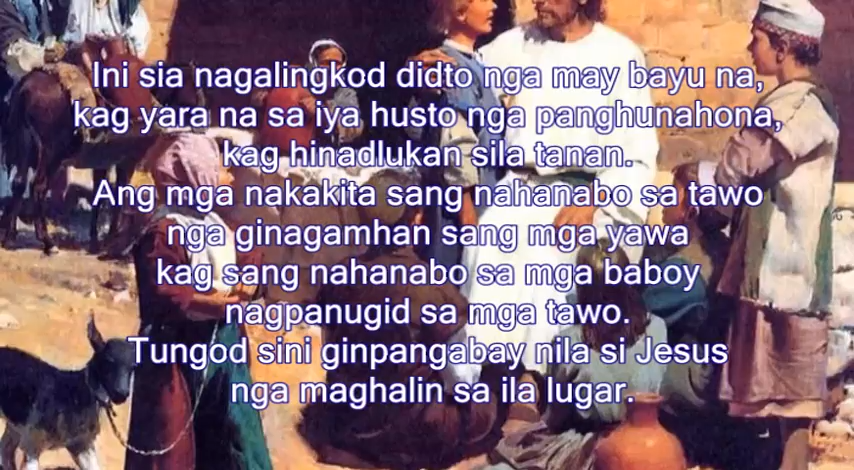 Ini sia nagalingkod didto nga may bayu na,
kag yara na sa iya husto nga panghunahona,
kag hinadlukan sila tanan.
Ang mga nakakita sang nahanabo sa tawo
nga ginagamhan sang mga yawa
kag sang nahanabo sa mga baboy
nagpanugid sa mga tawo.
Tungod sini ginpangabay nila si Jesus
nga maghalin sa ila lugar.